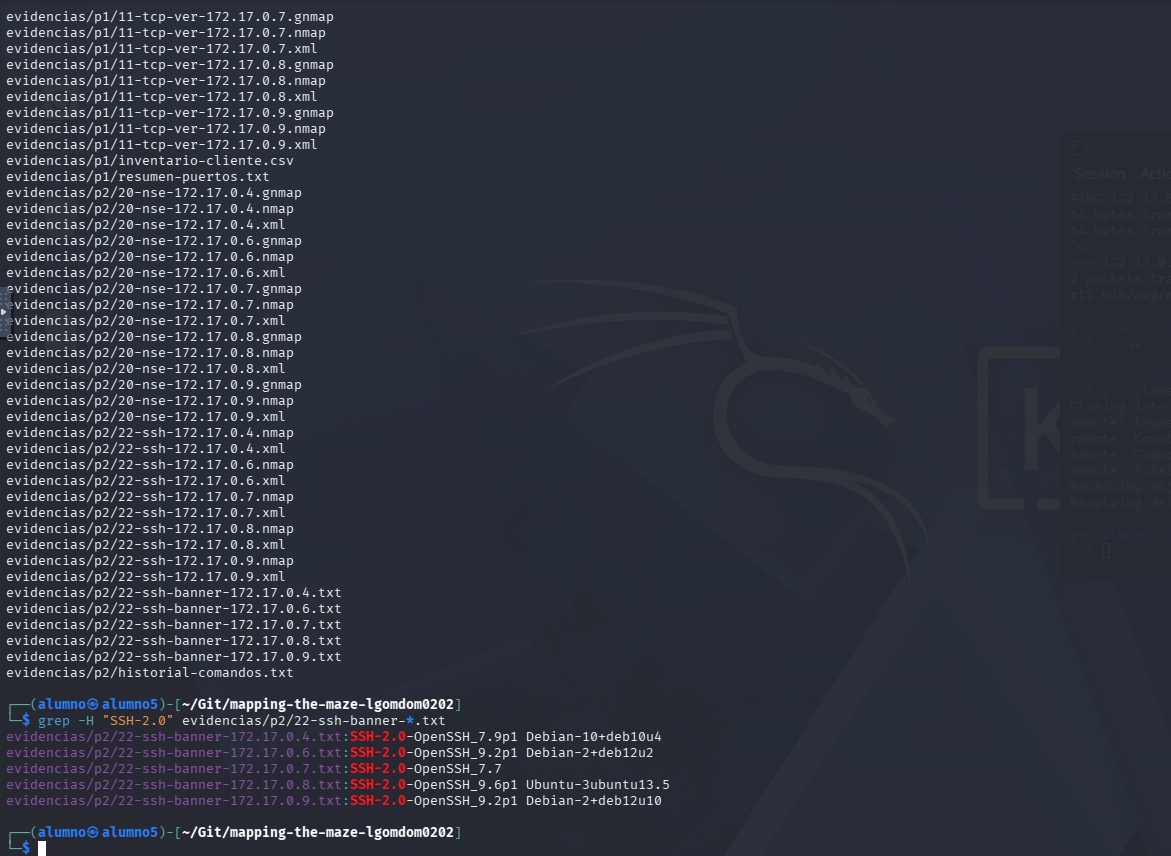 evidencias/p1/11-tcp-ver-172.17.0.7.gnmap
evidencias/p1/11-tcp-ver-172.17.0.7.nmap
evidencias/p1/11-tcp-ver-172.17.0.7.xml
evidencias/p1/11-tcp-ver-172.17.0.8.gnmap
evidencias/p1/11-tcp-ver-172.17.0.8.nmap
evidencias/p1/11-tcp-ver-172.17.0.8.xml
evidencias/p1/11-tcp-ver-172.17.0.9.gnmap
evidencias/p1/11-tcp-ver-172.17.0.9.nmap
evidencias/p1/11-tcp-ver-172.17.0.9.xml
evidencias/p1/inventario-cliente.csv
evidencias/p1/resumen-puertos.txt
evidencias/p2/20-nse-172.17.0.4.gnmap
evidencias/p2/20-nse-172.17.0.4.nmap
evidencias/p2/20-nse-172.17.0.4.xml
evidencias/p2/20-nse-172.17.0.6.gnmap
evidencias/p2/20-nse-172.17.0.6.nmap
evidencias/p2/20-nse-172.17.0.6.xml
evidencias/p2/20-nse-172.17.0.7.gnmap
evidencias/p2/20-nse-172.17.0.7.nmap
evidencias/p2/20-nse-172.17.0.7.xml
evidencias/p2/20-nse-172.17.0.8.gnmap
evidencias/p2/20-nse-172.17.0.8.nmap
evidencias/p2/20-nse-172.17.0.8.xml
evidencias/p2/20-nse-172.17.0.9.gnmap
evidencias/p2/20-nse-172.17.0.9.nmap
evidencias/p2/20-nse-172.17.0.9.xml
evidencias/p2/22-ssh-172.17.0.4.nmap
evidencias/p2/22-ssh-172.17.0.4.xml
evidencias/p2/22-ssh-172.17.0.6.nmap
evidencias/p2/22-ssh-172.17.0.6.xml
evidencias/p2/22-ssh-172.17.0.7.nmap
evidencias/p2/22-ssh-172.17.0.7.xml
evidencias/p2/22-ssh-172.17.0.8.nmap
evidencias/p2/22-ssh-172.17.0.8.xml
evidencias/p2/22-ssh-172.17.0.9.nmap
evidencias/p2/22-ssh-172.17.0.9.xml
evidencias/p2/22-ssh-banner-172.17.0.4.txt
evidencias/p2/22-ssh-banner-172.17.0.6.txt
evidencias/p2/22-ssh-banner-172.17.0.7.txt
evidencias/p2/22-ssh-banner-172.17.0.8.txt
evidencias/p2/22-ssh-banner-172.17.0.9.txt
evidencias/p2/historial-comandos.txt
┌──(alumno㉿alumno5)-[~/Git/mapping-the-maze-lgomdom0202]
└─$ grep -H "SSH-2.0" evidencias/p2/22-ssh-banner-*.txt
evidencias/p2/22-ssh-banner-172.17.0.4.txt:SSH-2.0-OpenSSH_7.9p1 Debian-10+deb10u4
evidencias/p2/22-ssh-banner-172.17.0.6.txt:SSH-2.0-OpenSSH_9.2p1 Debian-2+deb12u2
evidencias/p2/22-ssh-banner-172.17.0.7.txt:SSH-2.0-OpenSSH_7.7
evidencias/p2/22-ssh-banner-172.17.0.8.txt:SSH-2.0-OpenSSH_9.6p1 Ubuntu-3ubuntu13.5
evidencias/p2/22-ssh-banner-172.17.0.9.txt:SSH-2.0-OpenSSH_9.2p1 Debian-2+deb12u10
┌──(alumno㉿alumno5)-[~/Git/mapping-the-maze-lgomdom0202]
└─$
Session
PING 172.17.
64 bytes from
64 bytes from
^C
2 packets
rtt min/avg/
Cloning into
remote:
remote:
remote:
remote:
Receiving
Resolving